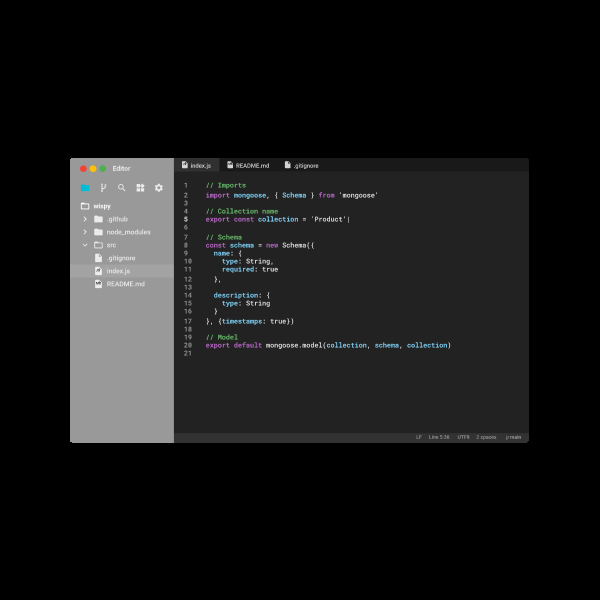 Editor
index.js README.md .gitignore
wispy
.github
node_modules
src
.gitignore
index.js
README.md
1 // Imports
2 import mongoose, { Schema } from 'mongoose'
3
4 // Collection name
5 export const collection = 'Product'|
6
7 // Schema
8 const schema = new Schema({
9 name: {
10 type: String,
11 required: true
12 },
13
14 description: {
15 type: String
16 }
17 }, {timestamps: true})
18
19 // Model
20 export default mongoose.model(collection, schema, collection)
21
LF Line 5:36 UTF8 2 spaces main